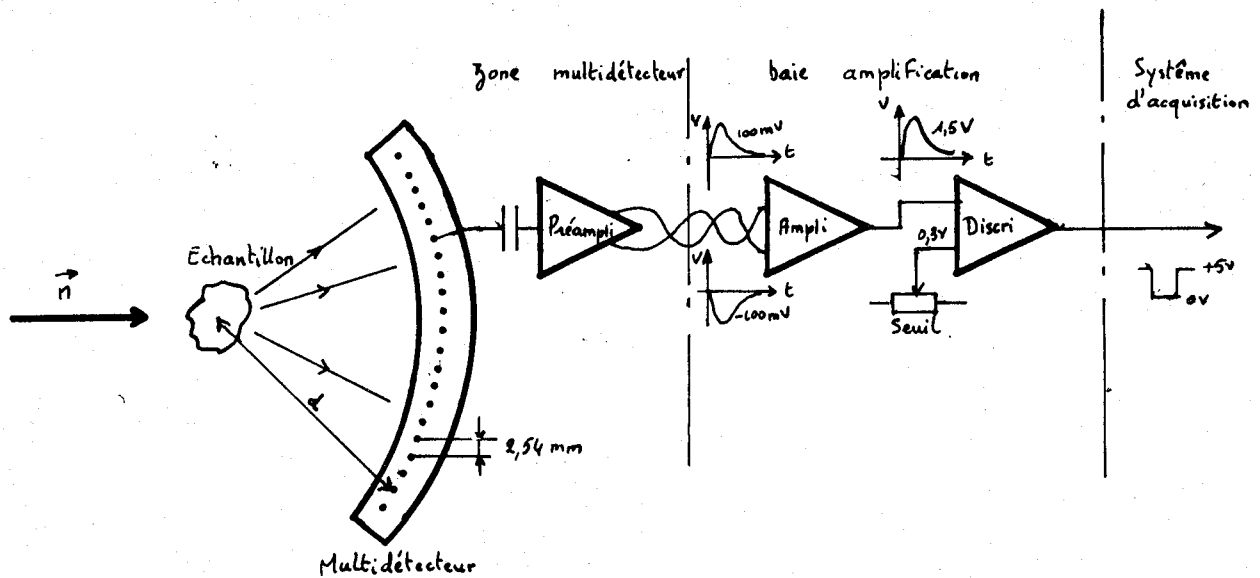 zone multidétecteur
baie amplification
Système
d'acquisition
V
100mV
t
V
1,5V
t
Préampli
Ampli
Discri
0,3V
Echantillon
n
V
t
-100mV
Seuil
+5V
0V
d
2,54 mm
Multidétecteur